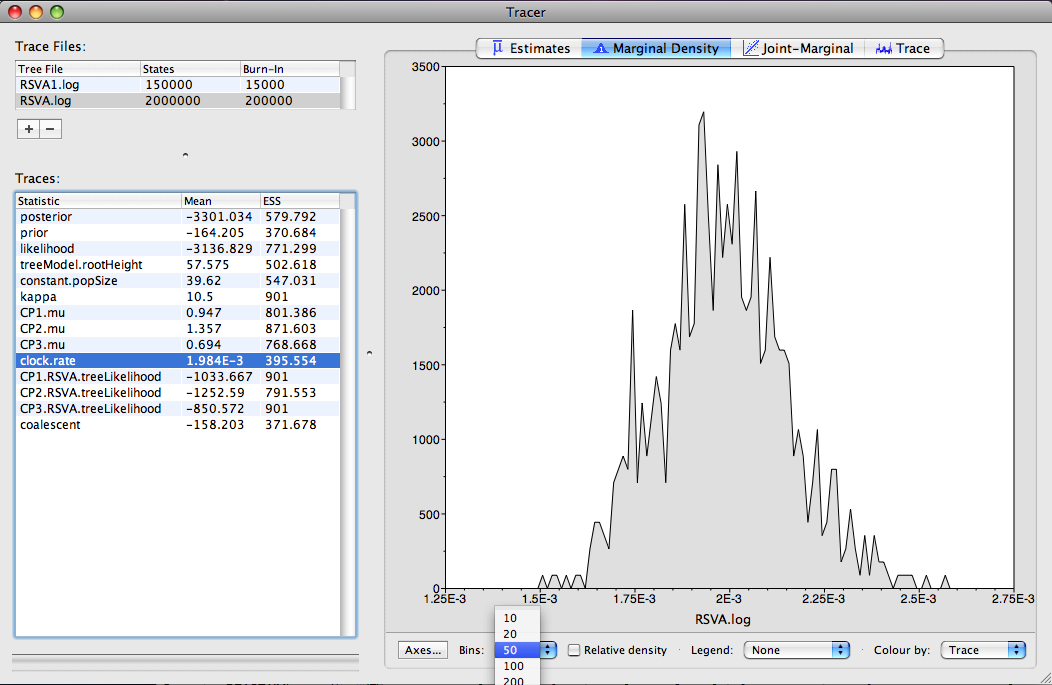 Tracer
Trace Files:
Tree File States Burn-In
RSVA1.log 150000 15000
RSVA.log 2000000 200000
+ −
Traces:
Statistic Mean ESS
posterior -3301.034 579.792
prior -164.205 370.684
likelihood -3136.829 771.299
treeModel.rootHeight 57.575 502.618
constant.popSize 39.62 547.031
kappa 10.5 901
CP1.mu 0.947 801.386
CP2.mu 1.357 871.603
CP3.mu 0.694 768.668
clock.rate 1.984E-3 395.554
CP1.RSVA.treeLikelihood -1033.667 901
CP2.RSVA.treeLikelihood -1252.59 791.553
CP3.RSVA.treeLikelihood -850.572 901
coalescent -158.203 371.678
μ Estimates Marginal Density Joint-Marginal Trace
3500
3000
2500
2000
1500
1000
500
0
1.25E-3 1.5E-3 1.75E-3 2E-3 2.25E-3 2.5E-3 2.75E-3
RSVA.log
Axes... Bins: Relative density Legend: None Colour by: Trace
10
20
50
100
200